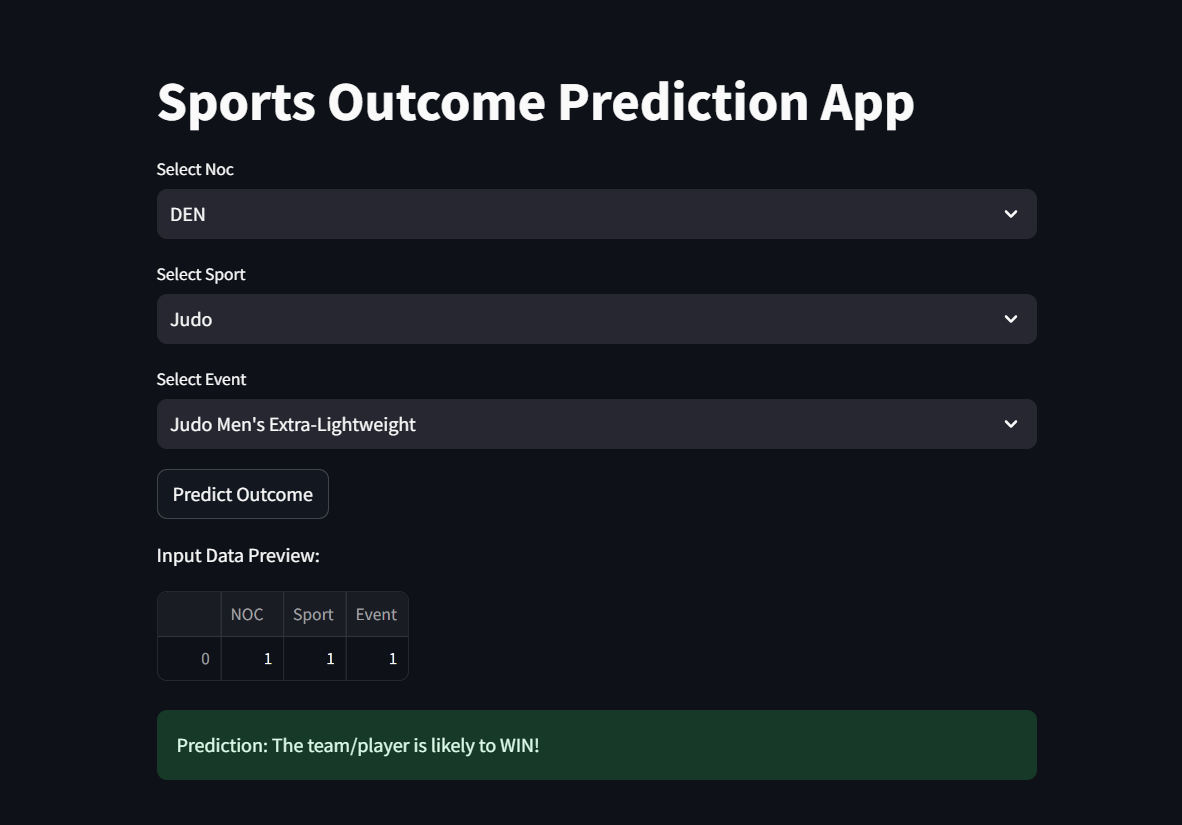 Sports Outcome Prediction App
Select Noc
DEN
Select Sport
Judo
Select Event
Judo Men's Extra-Lightweight
Predict Outcome
Input Data Preview:
NOC Sport Event
0 1 1 1
Prediction: The team/player is likely to WIN!